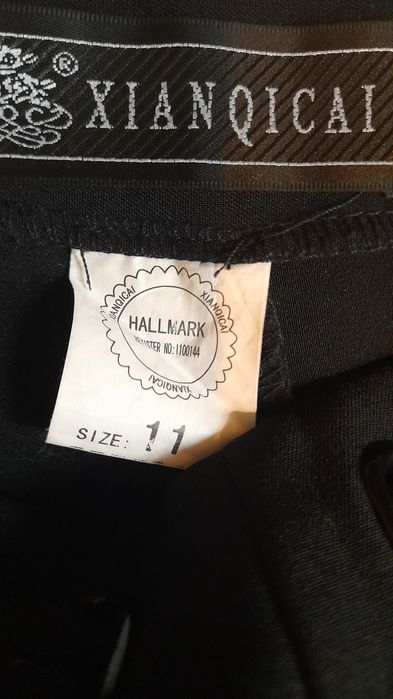 ® XIANQICAI
XIANQICAI
XIANQICAI
HALLMARK
REGISTER NO:1100144
XIANQICAI
SIZE: 11